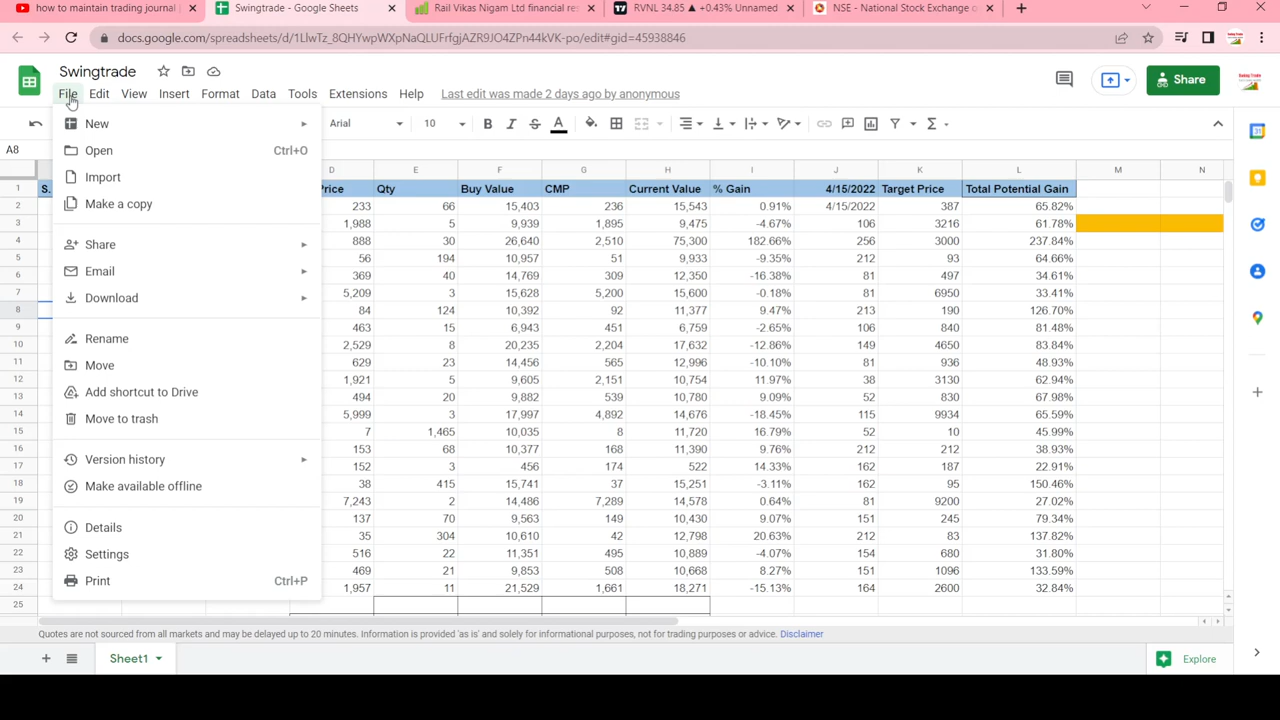 how to maintain trading journal
Swingtrade - Google Sheets
Rail Vikas Nigam Ltd financial res
RVNL 34.85 ▲ +0.43% Unnamed
NSE - National Stock Exchange o
docs.google.com/spreadsheets/d/1LlwTz_8QHYwpWXpNaQLUFrfgjAZR9JO4ZP44kVK-po/edit#gid=45938846
Swingtrade
File Edit View Insert Format Data Tools Extensions Help Last edit was made 2 days ago by anonymous
Share
New
Open Ctrl+O
Import
Make a copy
Share
Email
Download
Rename
Move
Add shortcut to Drive
Move to trash
Version history
Make available offline
Details
Settings
Print Ctrl+P
Arial 10 B I S A Σ
A8
D E F G H I J K L M N
1 S. Price Qty Buy Value CMP Current Value % Gain 4/15/2022 Target Price Total Potential Gain
2 233 66 15,403 236 15,543 0.91% 4/15/2022 387 65.82%
3 1,988 5 9,939 1,895 9,475 -4.67% 106 3216 61.78%
4 888 30 26,640 2,510 75,300 182.66% 256 3000 237.84%
5 56 194 10,957 51 9,933 -9.35% 212 93 64.66%
6 369 40 14,769 309 12,350 -16.38% 81 497 34.61%
7 5,209 3 15,628 5,200 15,600 -0.18% 81 6950 33.41%
8 84 124 10,392 92 11,377 9.47% 213 190 126.70%
9 463 15 6,943 451 6,759 -2.65% 106 840 81.48%
10 2,529 8 20,235 2,204 17,632 -12.86% 149 4650 83.84%
11 629 23 14,456 565 12,996 -10.10% 81 936 48.93%
12 1,921 5 9,605 2,151 10,754 11.97% 38 3130 62.94%
13 494 20 9,882 539 10,780 9.09% 52 830 67.98%
14 5,999 3 17,997 4,892 14,676 -18.45% 115 9934 65.59%
15 7 1,465 10,035 8 11,720 16.79% 52 10 45.99%
16 153 68 10,377 168 11,390 9.76% 212 212 38.93%
17 152 3 456 174 522 14.33% 162 187 22.91%
18 38 415 15,741 37 15,251 -3.11% 162 95 150.46%
19 7,243 2 14,486 7,289 14,578 0.64% 81 9200 27.02%
20 137 70 9,563 149 10,430 9.07% 151 245 79.34%
21 35 304 10,610 42 12,798 20.63% 212 83 137.82%
22 516 22 11,351 495 10,889 -4.07% 154 680 31.80%
23 469 21 9,853 508 10,668 8.27% 151 1096 133.59%
24 1,957 11 21,529 1,661 18,271 -15.13% 164 2600 32.84%
25
Quotes are not sourced from all markets and may be delayed up to 20 minutes. Information is provided 'as is' and solely for informational purposes, not for trading purposes or advice. Disclaimer
Sheet1
Explore